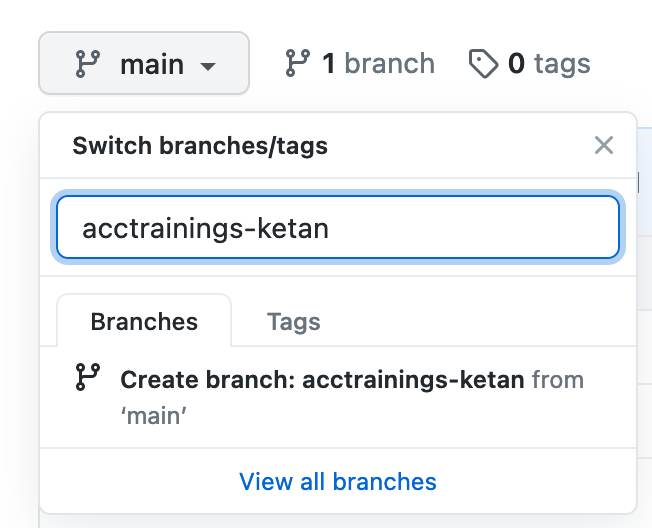 main 1 branch 0 tags
Switch branches/tags
acctrainings-ketan
Branches Tags
Create branch: acctrainings-ketan from
‘main’
View all branches